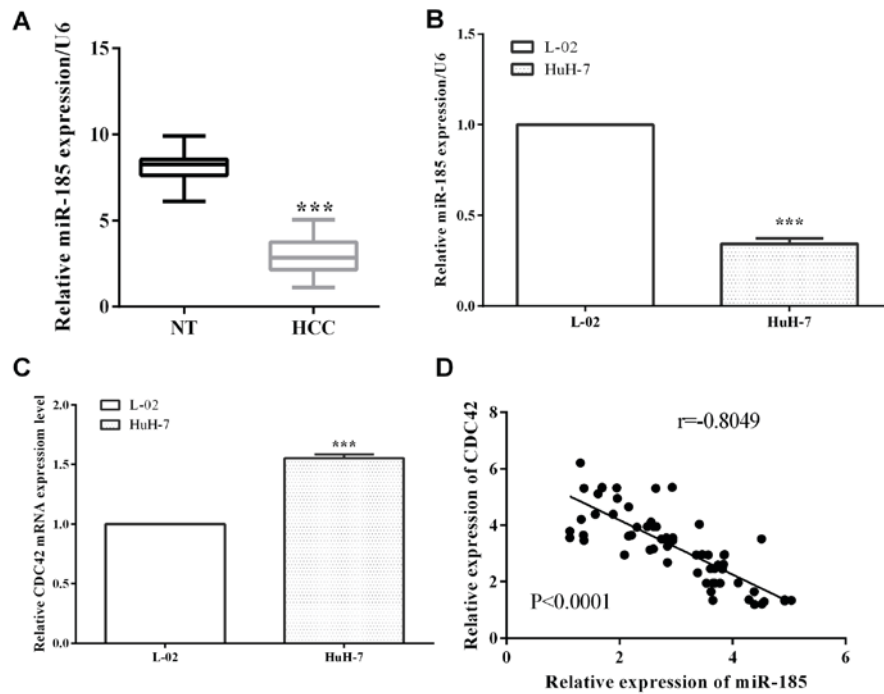 A
Relative miR-185 expression/U6
15
10
5
0
***
NT
HCC
B
Relative miR-185 expression/U6
L-02
HuH-7
1.5
1.0
0.5
0.0
***
L-02
HuH-7
C
Relative CDC42 mRNA expressiom level
L-02
HuH-7
2.0
1.5
1.0
0.5
0.0
***
L-02
HuH-7
D
Relative expression of CDC42
8
6
4
2
0
r=-0.8049
P<0.0001
0
2
4
6
Relative expression of miR-185